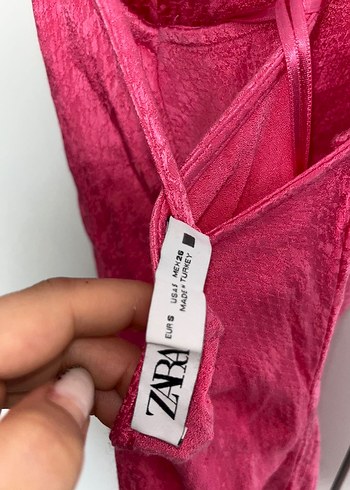 ZARA
EUR S USA S MEX 26
MADE IN TURKEY